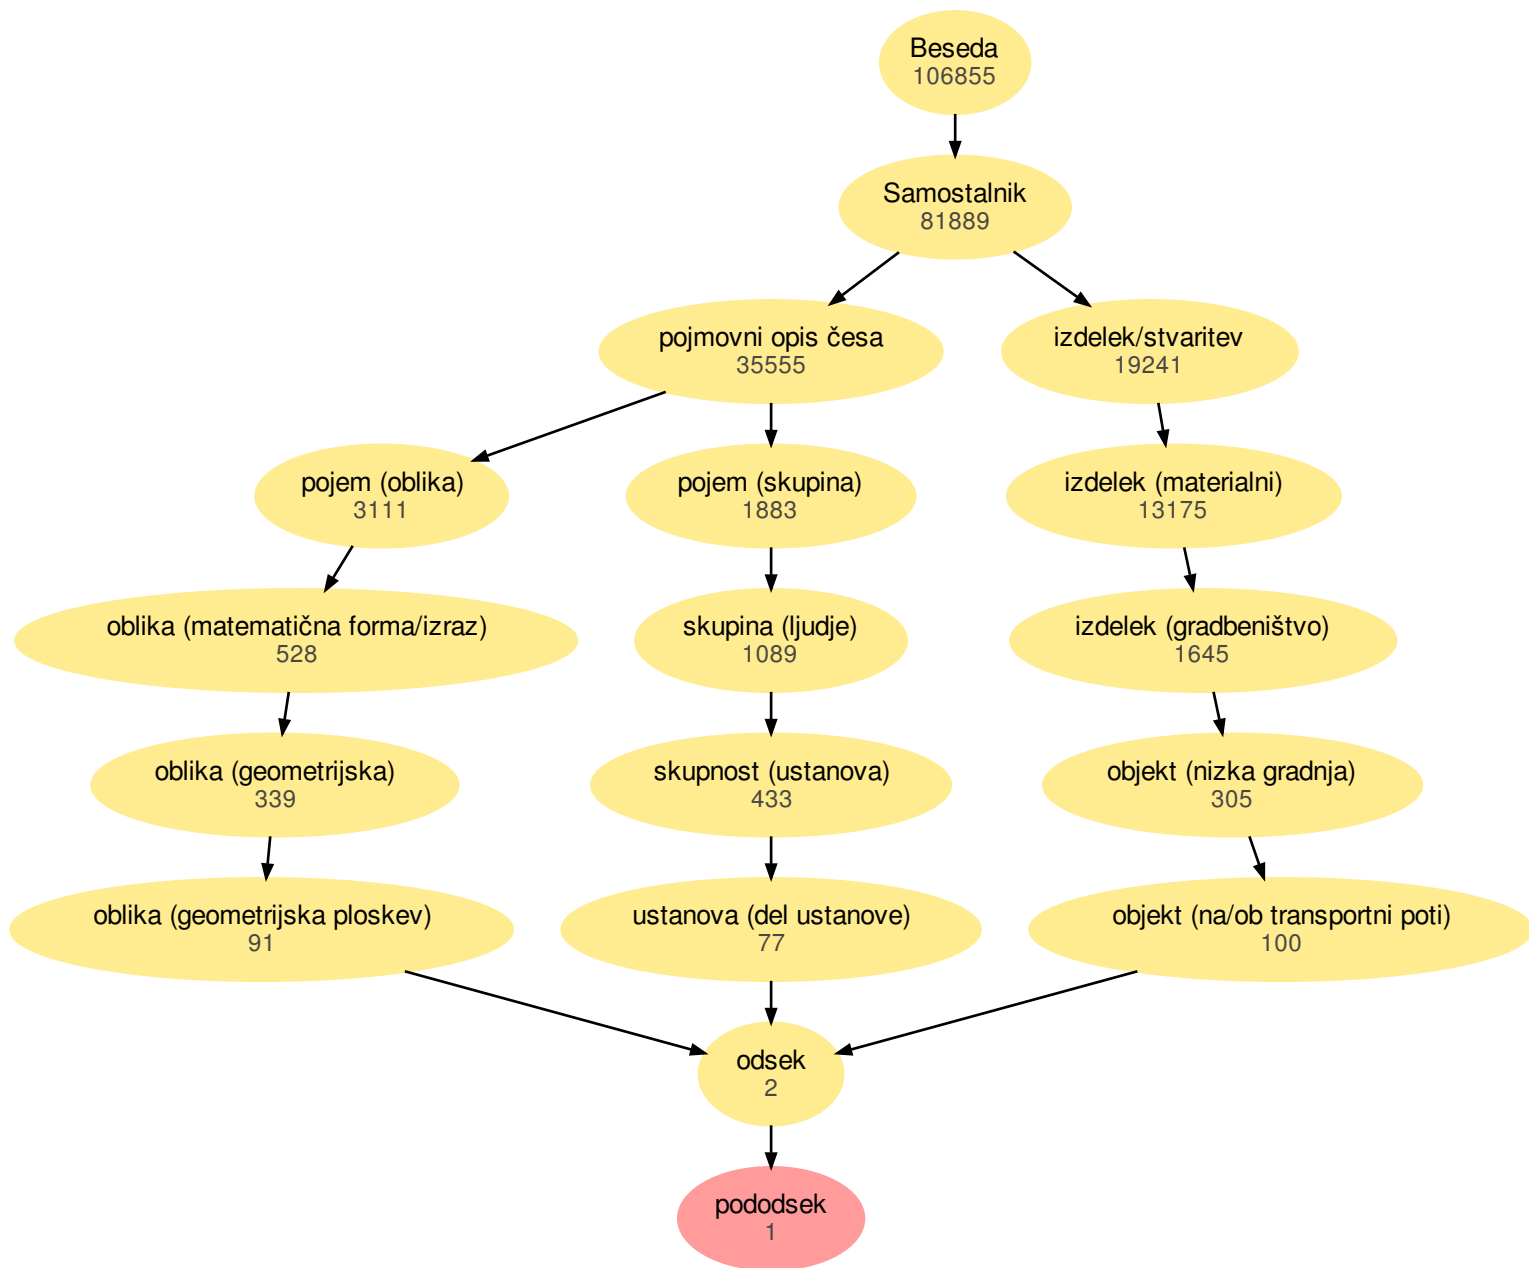 Beseda
106855
Samostalnik
81889
pojmovni opis česa
35555
izdelek/stvaritev
19241
pojem (oblika)
3111
pojem (skupina)
1883
izdelek (materialni)
13175
oblika (matematična forma/izraz)
528
skupina (ljudje)
1089
izdelek (gradbeništvo)
1645
oblika (geometrijska)
339
skupnost (ustanova)
433
objekt (nizka gradnja)
305
oblika (geometrijska ploskev)
91
ustanova (del ustanove)
77
objekt (na/ob transportni poti)
100
odsek
2
pododsek
1